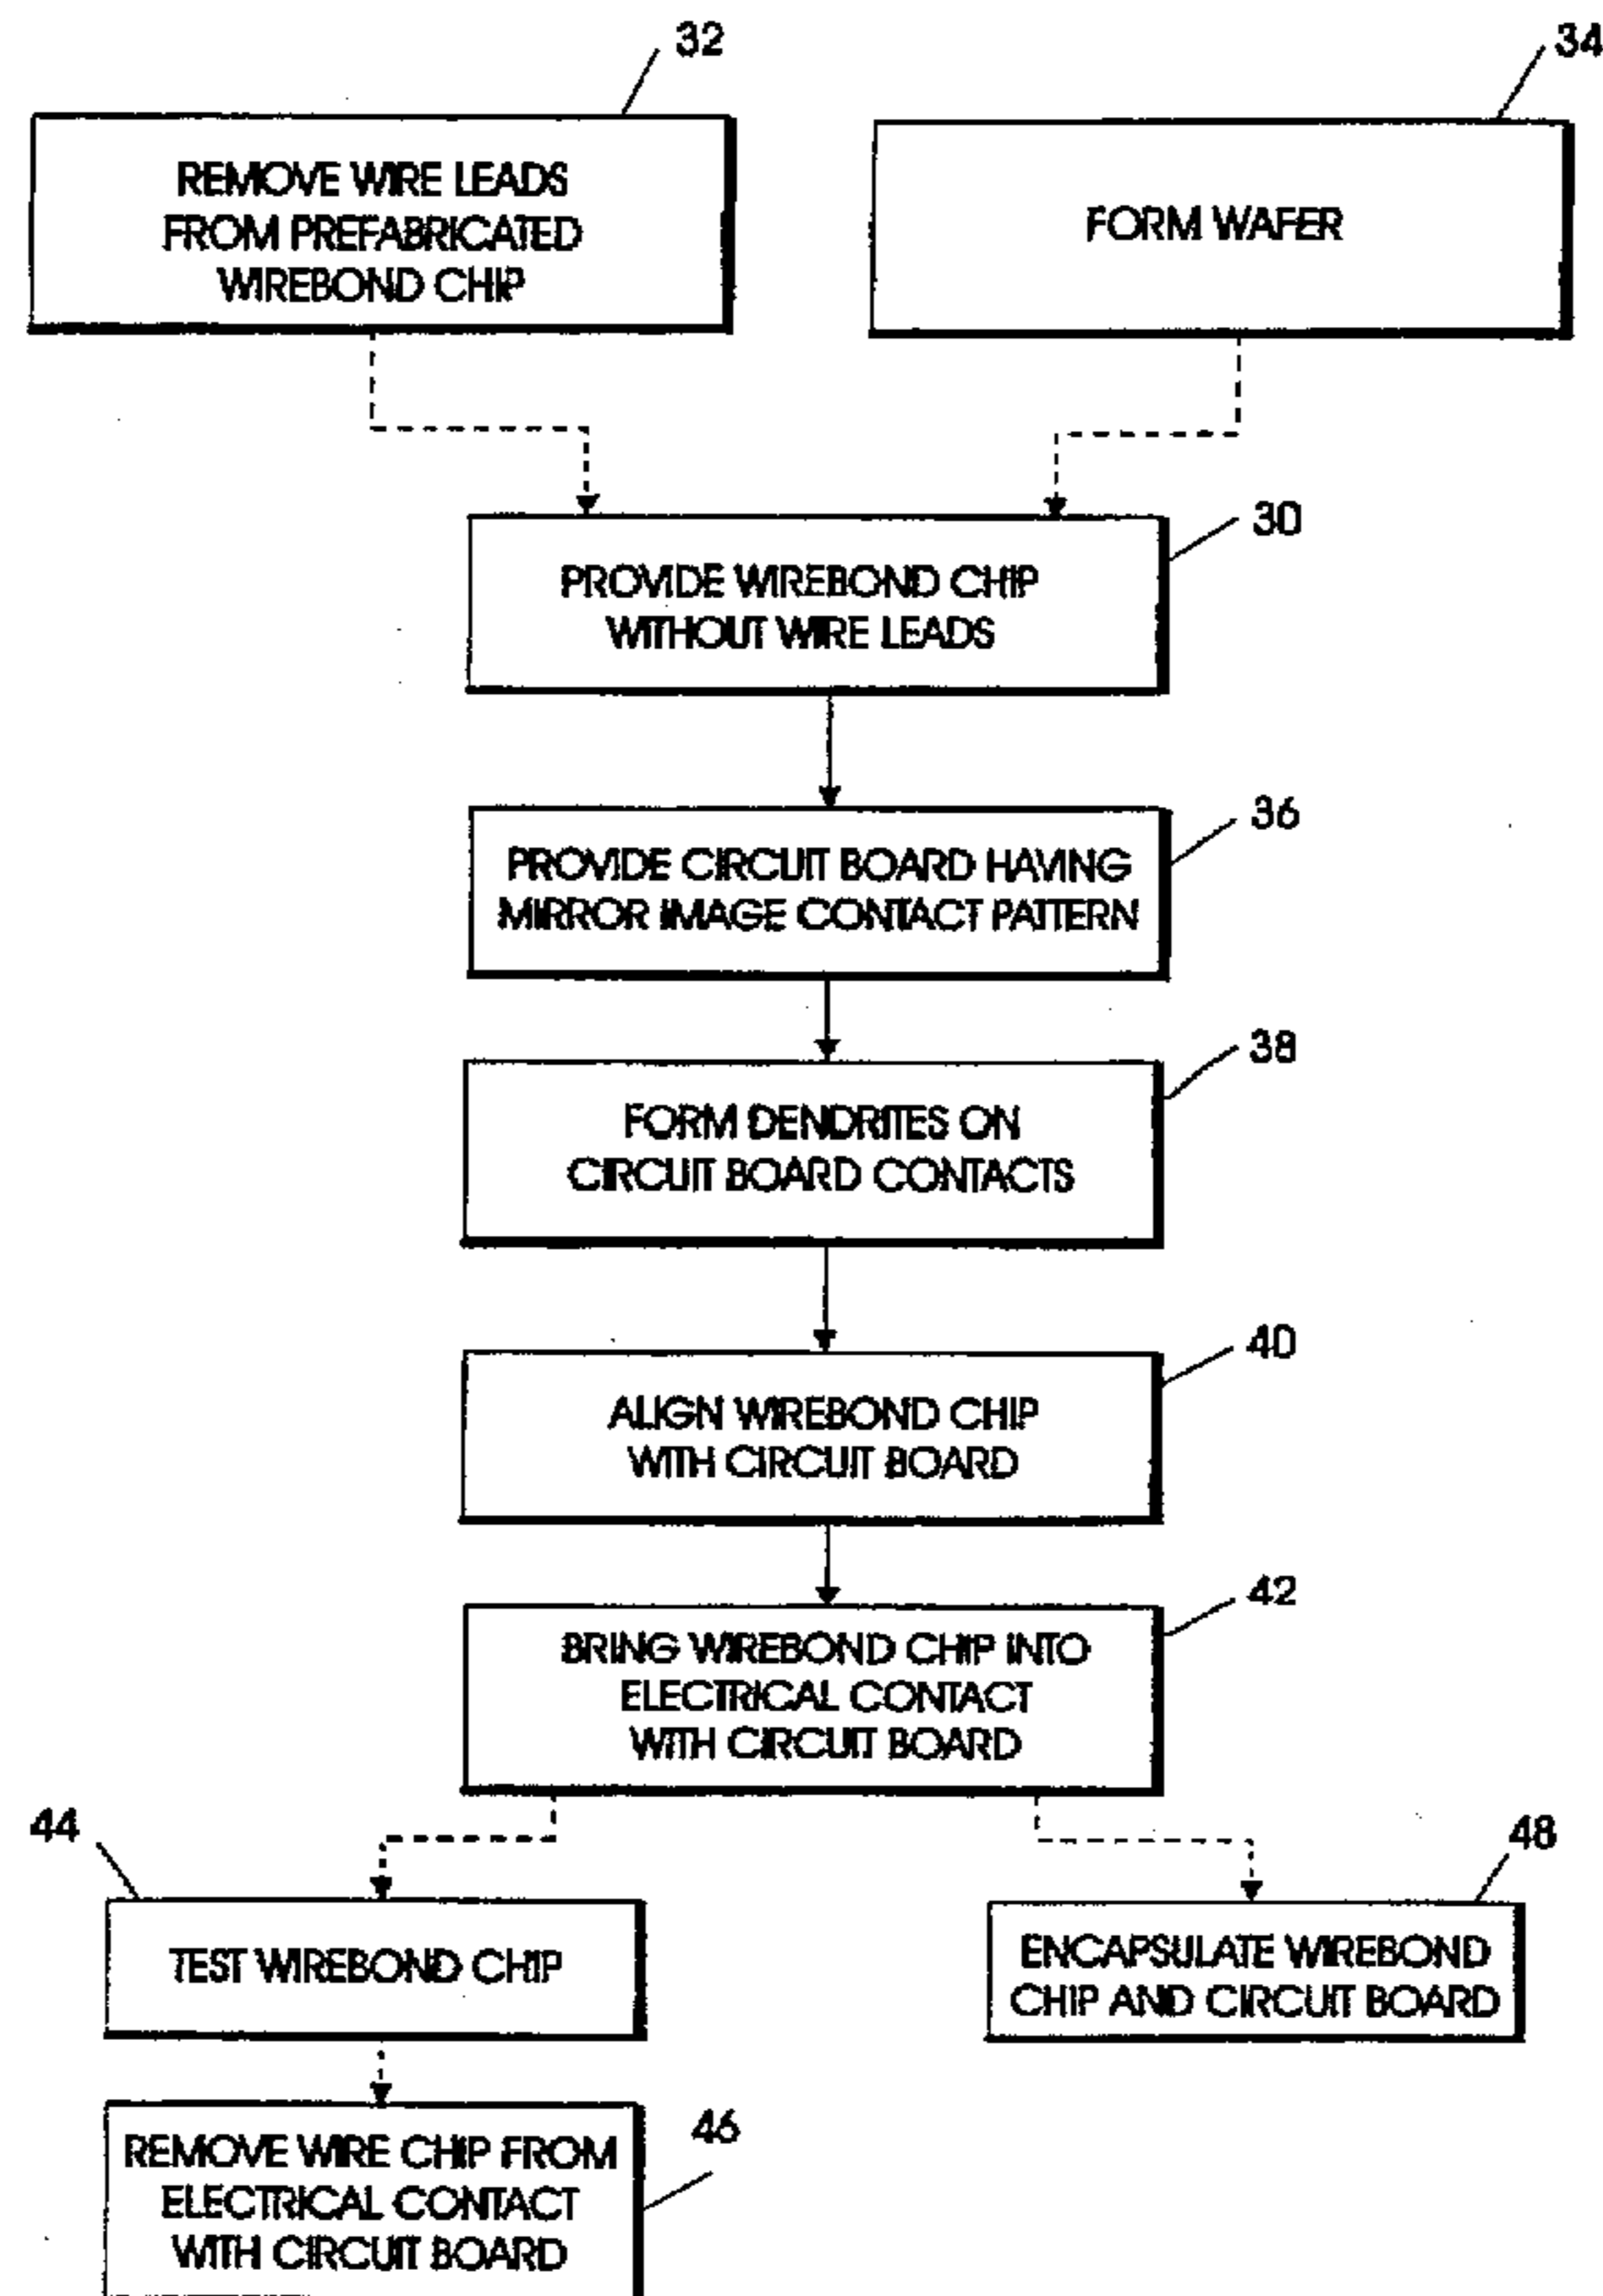 32
34
REMOVE WIRE LEADS
FROM PREFABRICATED
WIREBOND CHIP
FORM WAFER
30
PROVIDE WIREBOND CHIP
WITHOUT WIRE LEADS
36
PROVIDE CIRCUIT BOARD HAVING
MIRROR IMAGE CONTACT PATTERN
38
FORM DENDRITES ON
CIRCUIT BOARD CONTACTS
40
ALIGN WIREBOND CHIP
WITH CIRCUIT BOARD
42
BRING WIREBOND CHIP INTO
ELECTRICAL CONTACT
WITH CIRCUIT BOARD
44
48
TEST WIREBOND CHIP
ENCAPSULATE WIREBOND
CHIP AND CIRCUIT BOARD
46
REMOVE WIRE CHIP FROM
ELECTRICAL CONTACT
WITH CIRCUIT BOARD